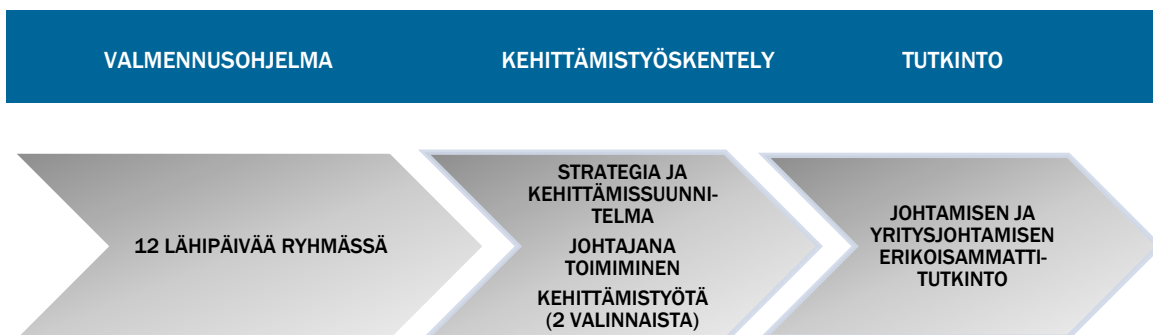 VALMENNUSOHJELMA
KEHITTÄMISTYÖSKENTELY
TUTKINTO
12 LÄHIPÄIVÄÄ RYHMÄSSÄ
STRATEGIA JA
KEHITTÄMISSUUNNI-
TELMA
JOHTAJANA
TOIMIMINEN
KEHITTÄMISTYÖTÄ
(2 VALINNAISTA)
JOHTAMISEN JA
YRITYSJOHTAMISEN
ERIKOISAMMATTI-
TUTKINTO